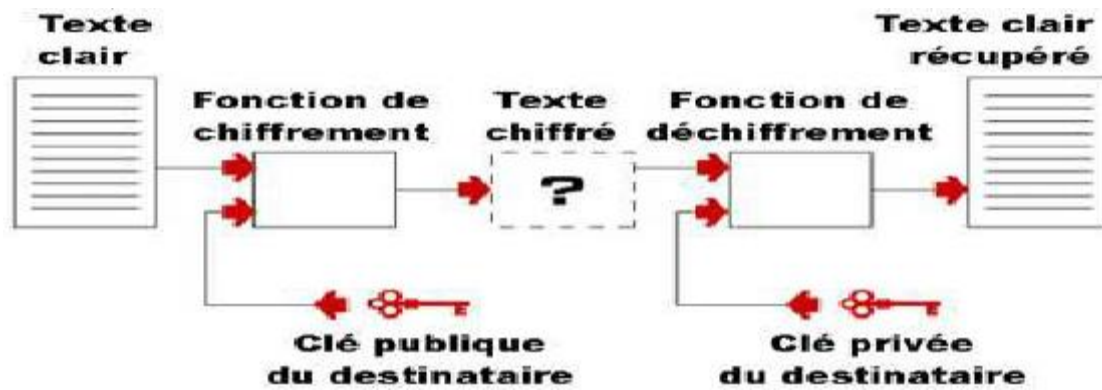 Texte
clair
Fonction de
chiffrement
Texte
chiffré
Fonction de
déchiffrement
Texte clair
récupéré
?
Clé publique
du destinataire
Clé privée
du destinataire